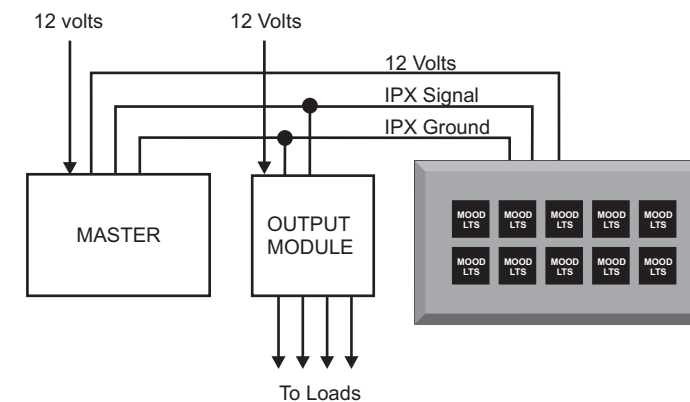 12 volts
12 Volts
12 Volts
IPX Signal
IPX Ground
MASTER
OUTPUT
MODULE
MOOD
LTS
MOOD
LTS
MOOD
LTS
MOOD
LTS
MOOD
LTS
MOOD
LTS
MOOD
LTS
MOOD
LTS
MOOD
LTS
MOOD
LTS
To Loads